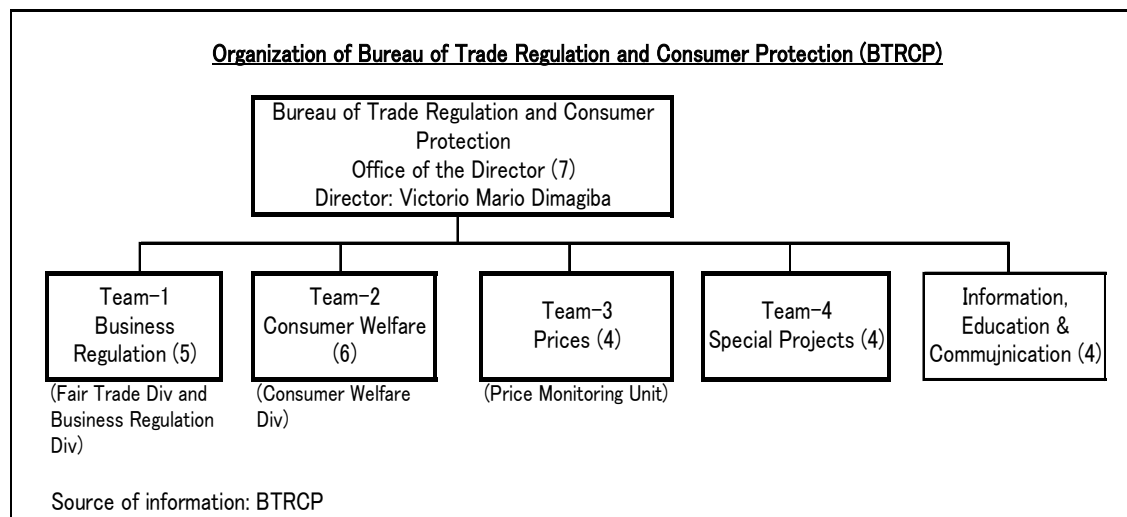 Organization of Bureau of Trade Regulation and Consumer Protection (BTRCP)
Bureau of Trade Regulation and Consumer
Protection
Office of the Director (7)
Director: Victorio Mario Dimagiba
Team-1
Business
Regulation (5)
(Fair Trade Div and
Business Regulation
Div)
Team-2
Consumer Welfare
(6)
(Consumer Welfare
Div)
Team-3
Prices (4)
(Price Monitoring Unit)
Team-4
Special Projects (4)
Information,
Education &
Commujnication (4)
Source of information: BTRCP